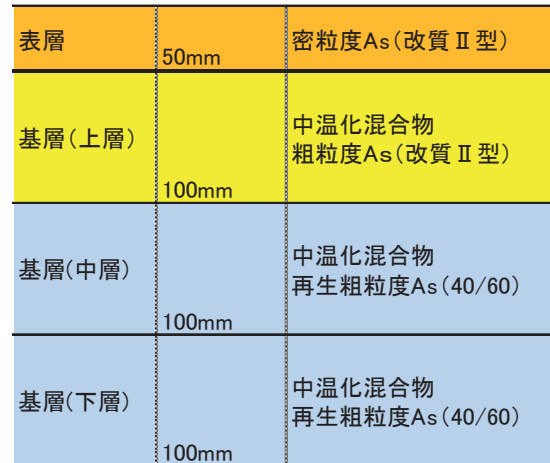 表層
50mm
密粒度As(改質Ⅱ型)
基層(上層)
100mm
中温化混合物
粗粒度As(改質Ⅱ型)
基層(中層)
100mm
中温化混合物
再生粗粒度As(40/60)
基層(下層)
100mm
中温化混合物
再生粗粒度As(40/60)